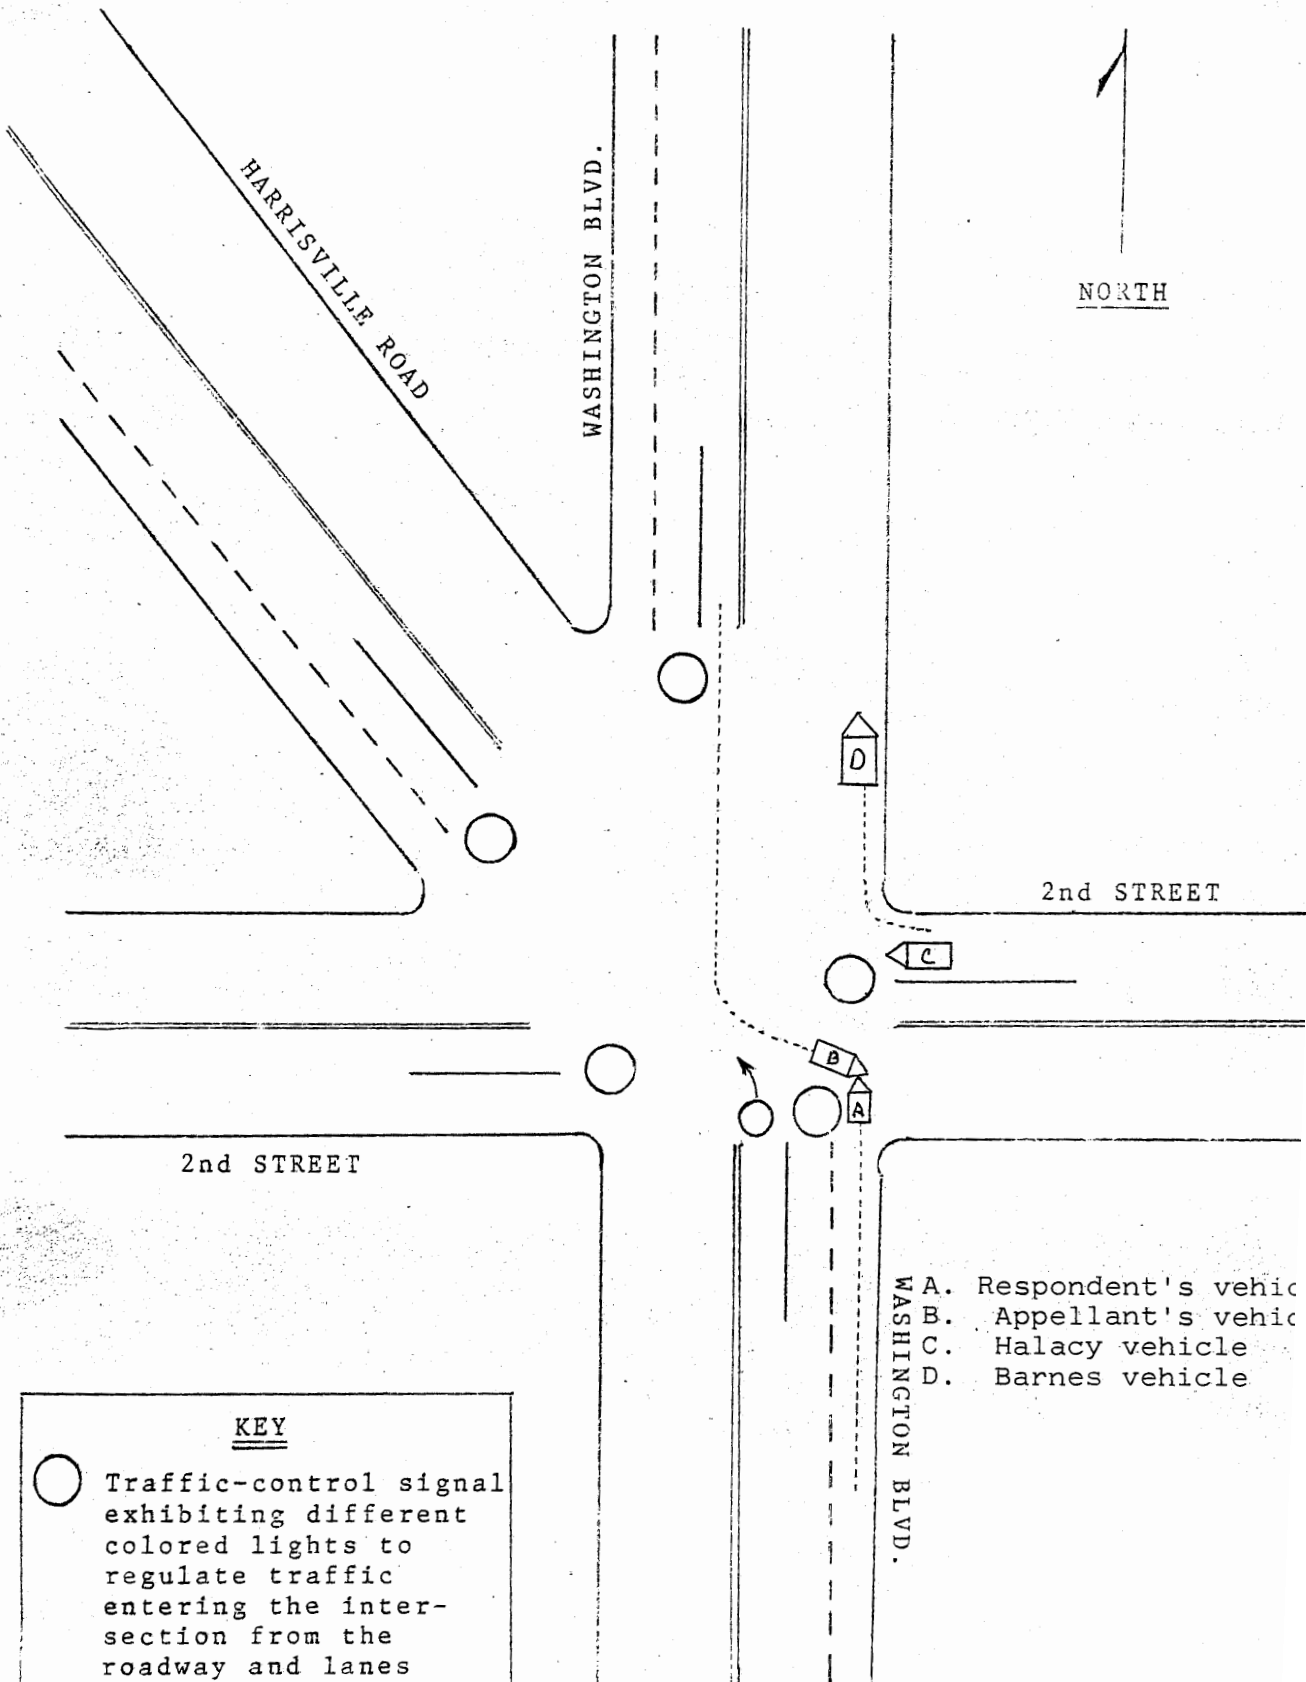 HARRISVILLE ROAD
WASHINGTON BLVD.
NORTH
D
2nd STREET
C
B
A
2nd STREET
WASHINGTON BLVD.
A. Respondent's vehic
B. Appellant's vehic
C. Halacy vehicle
D. Barnes vehicle
KEY
Traffic-control signal
exhibiting different
colored lights to
regulate traffic
entering the inter-
section from the
roadway and lanes